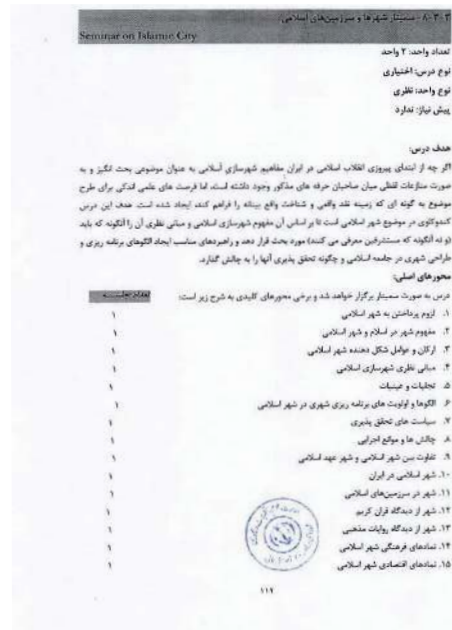 ۸-۳-۳- سمینار شهرها و سرزمین‌های اسلامی
Seminar on Islamic City
تعداد واحد: ۲ واحد
نوع درس: اختیاری
نوع واحد: نظری
پیش نیاز: ندارد
هدف درس:
اگر چه از ابتدای پیروزی انقلاب اسلامی در ایران مفاهیم شهرسازی اسلامی به عنوان موضوعی بحث انگیز و به
صورت منازعات لفظی میان صاحبان حرفه های مذکور وجود داشته است، اما فرصت های علمی اندکی برای طرح
موضوع به گونه ای که زمینه نقد واقعی و شناخت واقع بینانه را فراهم کند، ایجاد شده است. هدف این درس
کندوکاوی در موضوع شهر اسلامی است تا بر اساس آن مفهوم شهرسازی اسلامی و مبانی نظری آن را آنگونه که باید
(و نه آنگونه که مستشرقین معرفی می کنند) مورد بحث قرار دهد و راهبردهای مناسب ایجاد الگوهای برنامه ریزی و
طراحی شهری در جامعه اسلامی و چگونه تحقق پذیری آنها را به چالش گذارد.
محورهای اصلی:
درس به صورت سمینار برگزار خواهد شد و برخی محورهای کلیدی به شرح زیر است: تعداد جلسه
۱. لزوم پرداختن به شهر اسلامی ۱
۲. مفهوم شهر در اسلام و شهر اسلامی ۱
۳. ارکان و عوامل شکل دهنده شهر اسلامی ۱
۴. مبانی نظری شهرسازی اسلامی ۱
۵. تجلیات و عینیات ۱
۶. الگوها و اولویت های برنامه ریزی شهری در شهر اسلامی ۱
۷. سیاست های تحقق پذیری ۱
۸. چالش ها و موانع اجرایی ۱
۹. تفاوت بین شهر اسلامی و شهر عهد اسلامی ۱
۱۰. شهر اسلامی در ایران ۱
۱۱. شهر در سرزمین‌های اسلامی ۱
۱۲. شهر از دیدگاه قران کریم ۱
۱۳. شهر از دیدگاه روایات مذهبی ۱
۱۴. نمادهای فرهنگی شهر اسلامی ۱
۱۵. نمادهای اقتصادی شهر اسلامی ۱
۱۱۹